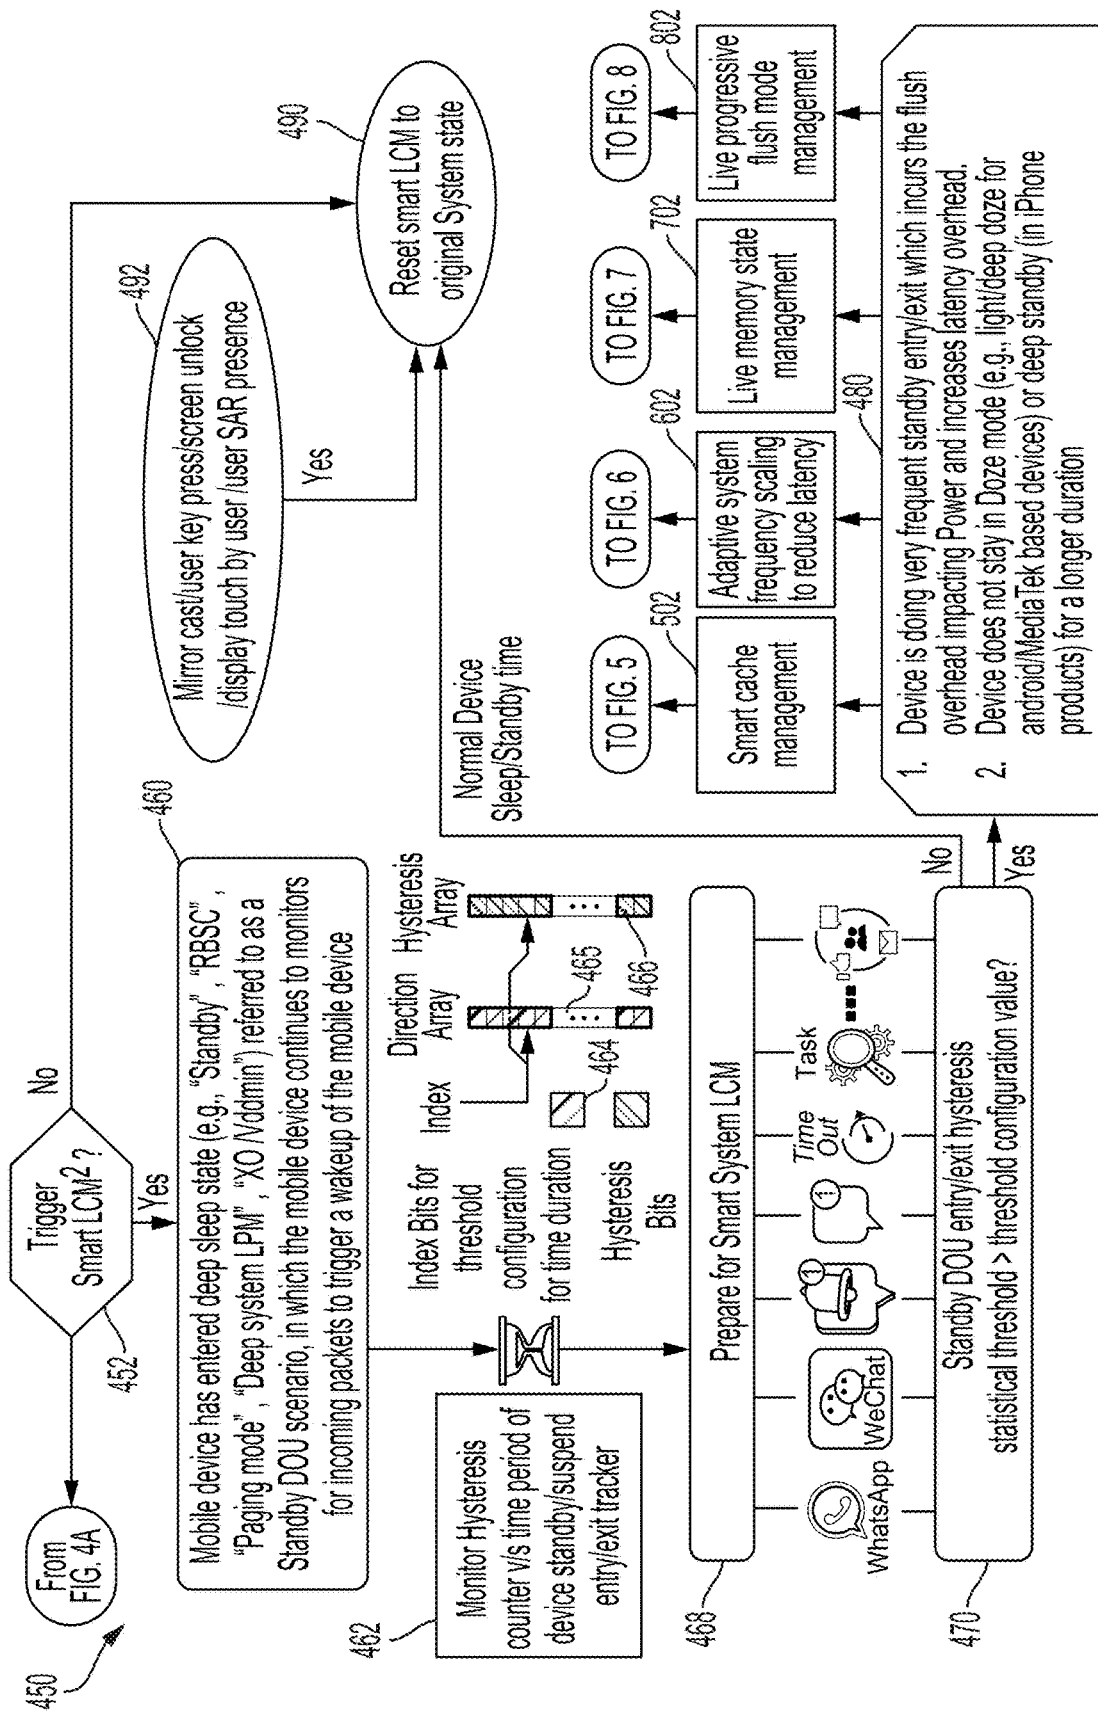 450
From
FIG. 4A
452
Trigger
Smart LCM2 ?
No
Yes
460
Mobile device has entered deep sleep state (e.g., "Standby" , "RBSC" ,
"Paging mode" , "Deep system LPM" , "XO /Vddmin") referred to as a
Standby DOU scenario, in which the mobile device continues to monitors
for incoming packets to trigger a wakeup of the mobile device
492
Mirror cast/user key press/screen unlock
/display touch by user /user SAR presence
Yes
490
Reset smart LCM to
original System state
462
Monitor Hysteresis
counter v/s time period of
device standby/suspend
entry/exit tracker
Index Bits for
threshold
configuration
for time duration
Hysteresis
Bits
Index
464
Direction
Array
465
Hysteresis
Array
466
Normal Device
Sleep/Standby time
468
Prepare for Smart System LCM
WhatsApp
WeChat
1
1
Time
Out
Task
470
Standby DOU entry/exit hysteresis
statistical threshold > threshold configuration value?
No
Yes
TO FIG. 5
TO FIG. 6
TO FIG. 7
TO FIG. 8
502
Smart cache
management
602
Adaptive system
frequency scaling
to reduce latency
702
Live memory state
management
802
Live progressive
flush mode
management
480
1. Device is doing very frequent standby entry/exit which incurs the flush
overhead impacting Power and increases latency overhead.
2. Device does not stay in Doze mode (e.g., light/deep doze for
android/MediaTek based devices) or deep standby (in iPhone
products) for a longer duration